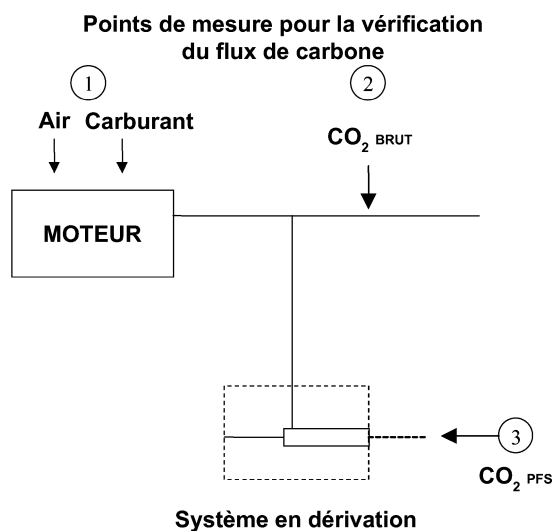 Points de mesure pour la vérification
du flux de carbone
1
2
Air Carburant
CO₂ BRUT
MOTEUR
3
CO₂ PFS
Système en dérivation